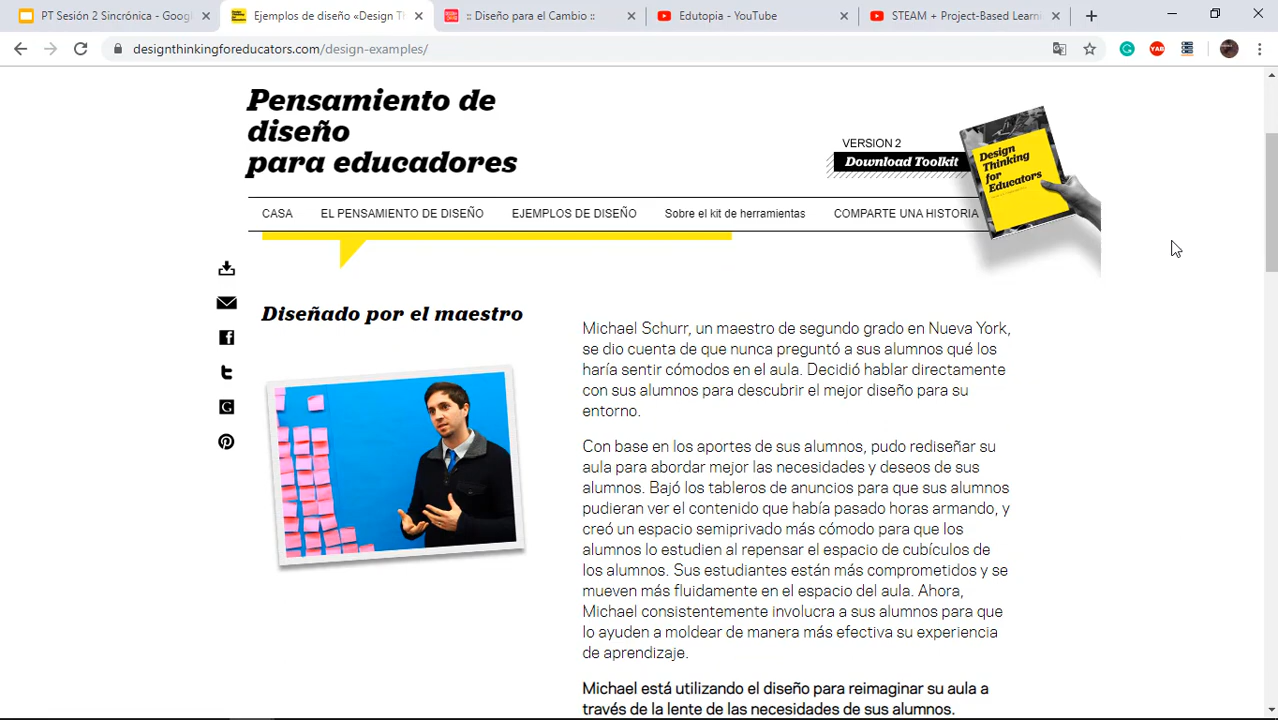 PT Sesión 2 Sincrónica - Goog
Ejemplos de diseño «Design T
:: Diseño para el Cambio ::
Edutopia - YouTube
STEAM + Project-Based Learni
designthinkingforeducators.com/design-examples/
YAB
Pensamiento de
diseño
para educadores
VERSION 2
Download Toolkit
Design
Thinking
for
Educators
CASA EL PENSAMIENTO DE DISEÑO EJEMPLOS DE DISEÑO Sobre el kit de herramientas COMPARTE UNA HISTORIA
Diseñado por el maestro
Michael Schurr, un maestro de segundo grado en Nueva York,
se dio cuenta de que nunca preguntó a sus alumnos qué los
haría sentir cómodos en el aula. Decidió hablar directamente
con sus alumnos para descubrir el mejor diseño para su
entorno.
Con base en los aportes de sus alumnos, pudo rediseñar su
aula para abordar mejor las necesidades y deseos de sus
alumnos. Bajó los tableros de anuncios para que sus alumnos
pudieran ver el contenido que había pasado horas armando, y
creó un espacio semiprivado más cómodo para que los
alumnos lo estudien al repensar el espacio de cubículos de
los alumnos. Sus estudiantes están más comprometidos y se
mueven más fluidamente en el espacio del aula. Ahora,
Michael consistentemente involucra a sus alumnos para que
lo ayuden a moldear de manera más efectiva su experiencia
de aprendizaje.
Michael está utilizando el diseño para reimaginar su aula a
través de la lente de las necesidades de sus alumnos.